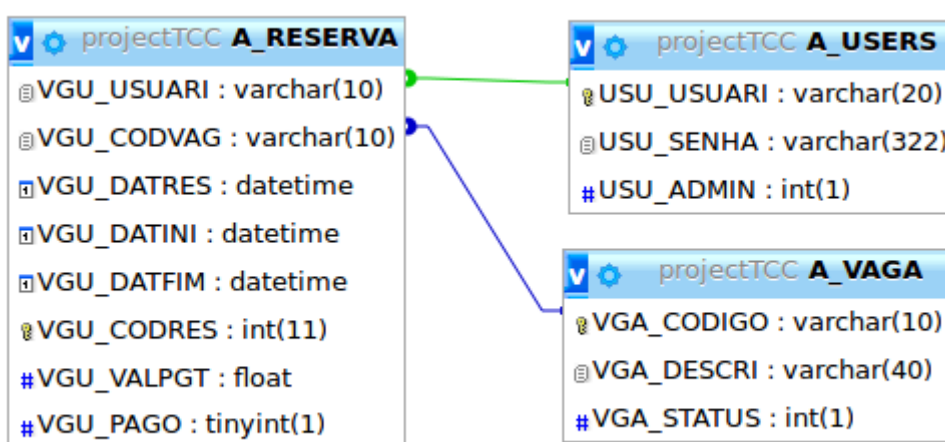 v projectTCC A_RESERVA
VGU_USUARI : varchar(10)
VGU_CODVAG : varchar(10)
VGU_DATRES : datetime
VGU_DATINI : datetime
VGU_DATFIM : datetime
VGU_CODRES : int(11)
#VGU_VALPGT : float
#VGU_PAGO : tinyint(1)
v projectTCC A_USERS
USU_USUARI : varchar(20)
USU_SENHA : varchar(322)
#USU_ADMIN : int(1)
v projectTCC A_VAGA
VGA_CODIGO : varchar(10)
VGA_DESCRI : varchar(40)
#VGA_STATUS : int(1)